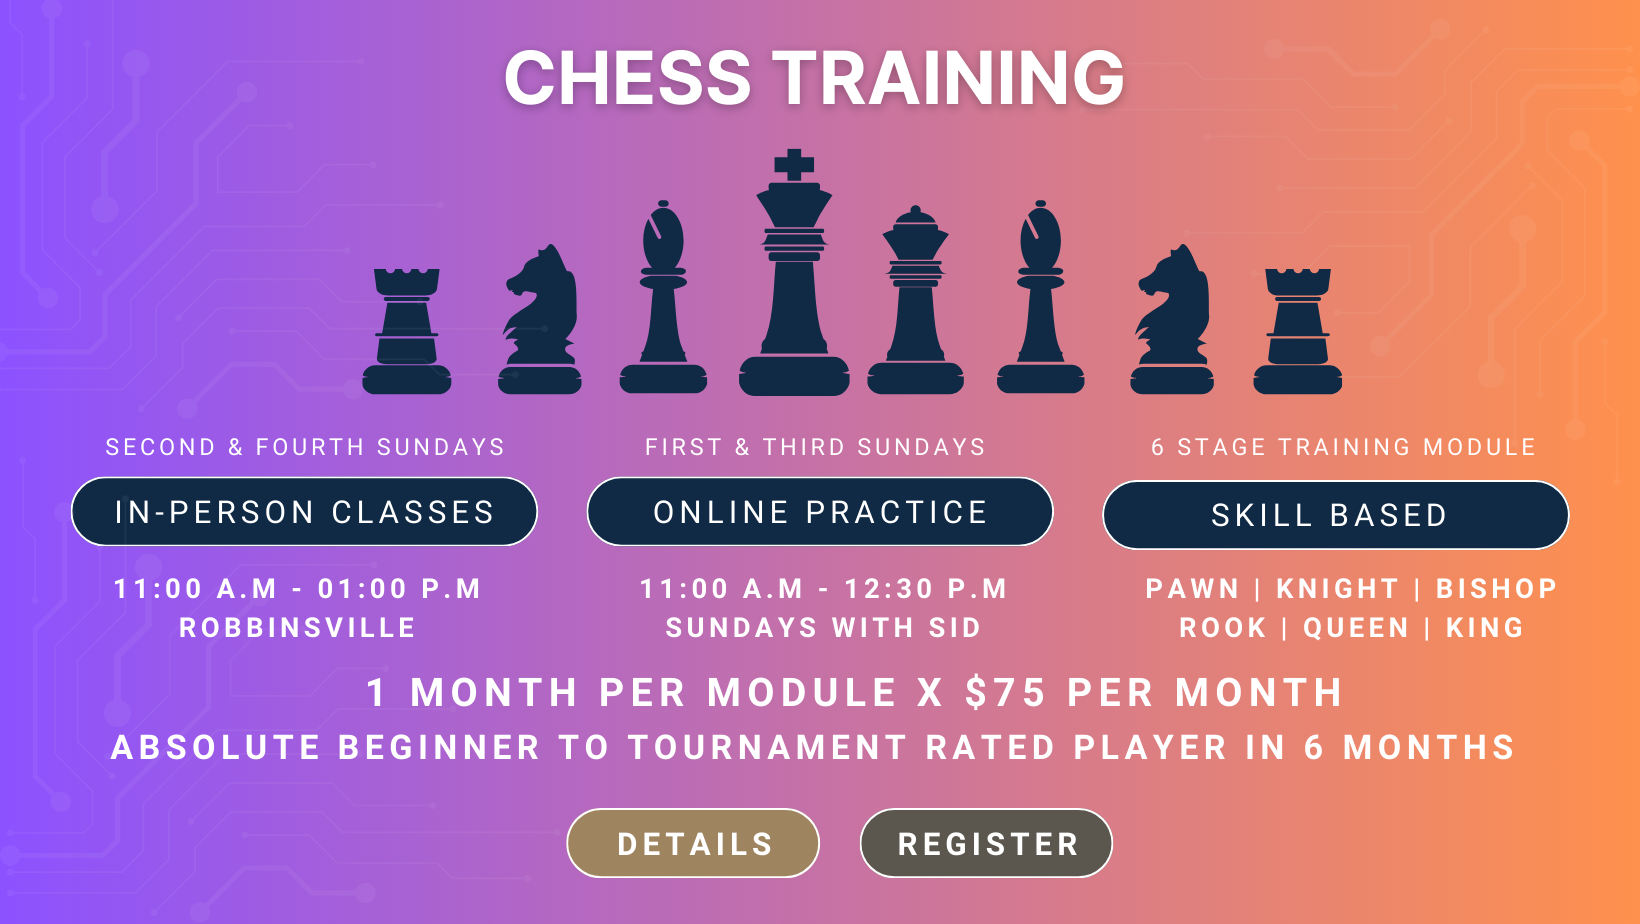 CHESS TRAINING
SECOND & FOURTH SUNDAYS
IN-PERSON CLASSES
11:00 A.M - 01:00 P.M
ROBBINSVILLE
FIRST & THIRD SUNDAYS
ONLINE PRACTICE
11:00 A.M - 12:30 P.M
SUNDAYS WITH SID
6 STAGE TRAINING MODULE
SKILL BASED
PAWN | KNIGHT | BISHOP
ROOK | QUEEN | KING
1 MONTH PER MODULE X $75 PER MONTH
ABSOLUTE BEGINNER TO TOURNAMENT RATED PLAYER IN 6 MONTHS
DETAILS
REGISTER